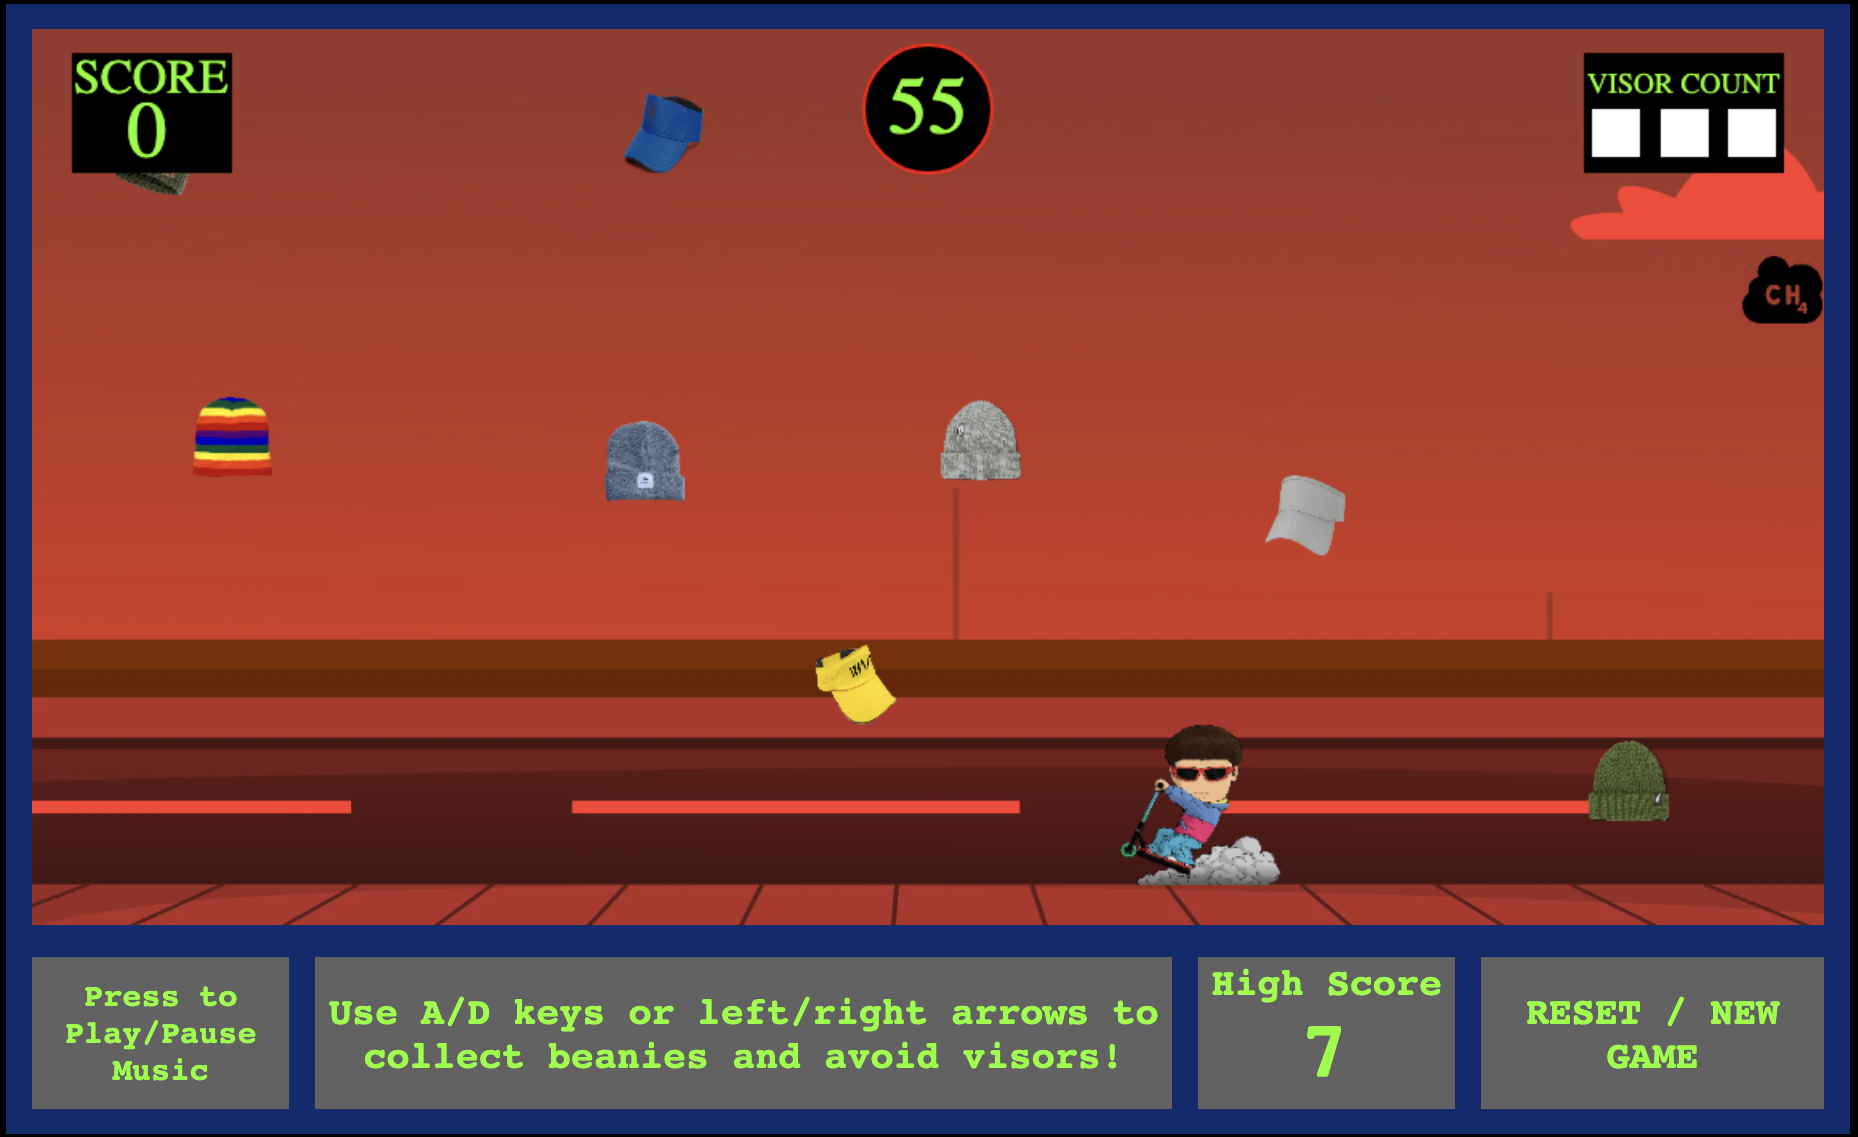 SCORE
0
55
VISOR COUNT
CH4
Press to
Play/Pause
Music
Use A/D keys or left/right arrows to
collect beanies and avoid visors!
High Score
7
RESET / NEW
GAME